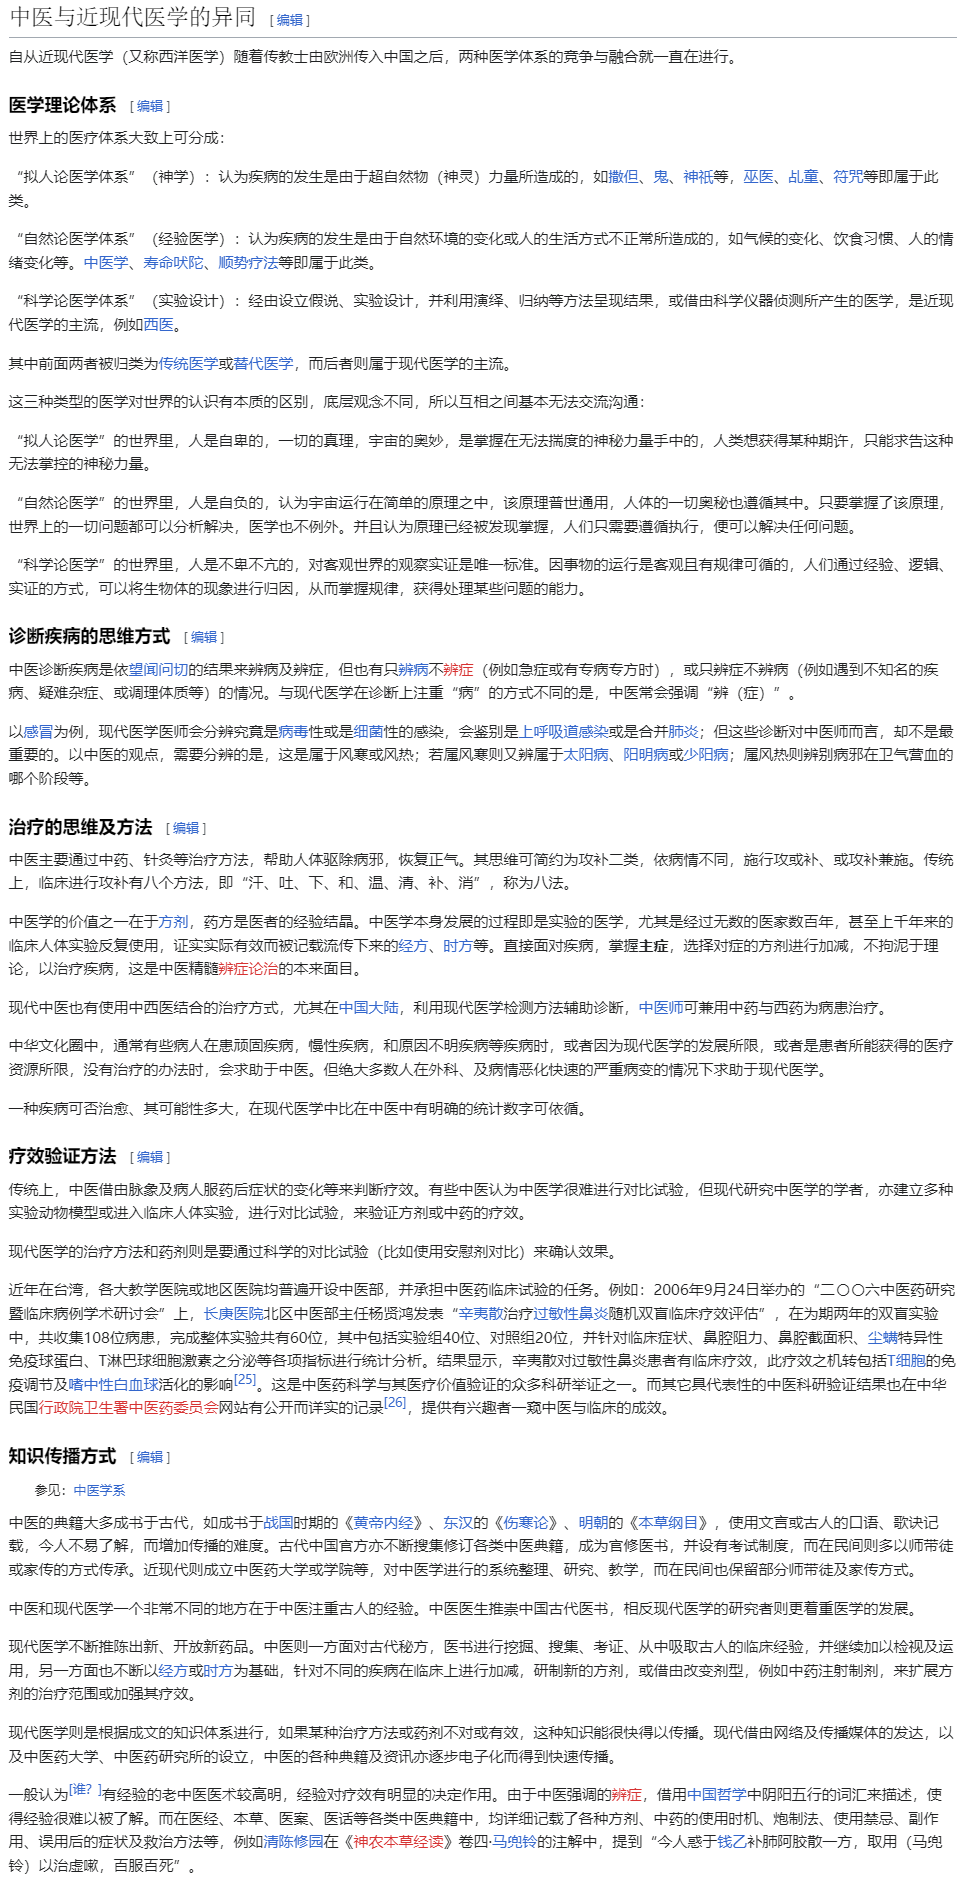 中医与近现代医学的异同 [编辑]
自从近现代医学（又称西洋医学）随着传教士由欧洲传入中国之后，两种医学体系的竞争与融合就一直在进行。
医学理论体系 [编辑]
世界上的医疗体系大致上可分成：
“拟人论医学体系”（神学）：认为疾病的发生是由于超自然物（神灵）力量所造成的，如撒但、鬼、神祇等，巫医、乩童、符咒等即属于此
类。
“自然论医学体系”（经验医学）：认为疾病的发生是由于自然环境的变化或人的生活方式不正常所造成的，如气候的变化、饮食习惯、人的情
绪变化等。中医学、寿命吠陀、顺势疗法等即属于此类。
“科学论医学体系”（实验设计）：经由设立假说、实验设计，并利用演绎、归纳等方法呈现结果，或借由科学仪器侦测所产生的医学，是近现
代医学的主流，例如西医。
其中前面两者被归类为传统医学或替代医学，而后者则属于现代医学的主流。
这三种类型的医学对世界的认识有本质的区别，底层观念不同，所以互相之间基本无法交流沟通：
“拟人论医学”的世界里，人是自卑的，一切的真理，宇宙的奥妙，是掌握在无法揣度的神秘力量手中的，人类想获得某种期许，只能求告这种
无法掌控的神秘力量。
“自然论医学”的世界里，人是自负的，认为宇宙运行在简单的原理之中，该原理普世通用，人体的一切奥秘也遵循其中。只要掌握了该原理，
世界上的一切问题都可以分析解决，医学也不例外。并且认为原理已经被发现掌握，人们只需要遵循执行，便可以解决任何问题。
“科学论医学”的世界里，人是不卑不亢的，对客观世界的观察实证是唯一标准。因事物的运行是客观且有规律可循的，人们通过经验、逻辑、
实证的方式，可以将生物体的现象进行归因，从而掌握规律，获得处理某些问题的能力。
诊断疾病的思维方式 [编辑]
中医诊断疾病是依望闻问切的结果来辨病及辨症，但也有只辨病不辨症（例如急症或有专病专方时），或只辨症不辨病（例如遇到不知名的疾
病、疑难杂症、或调理体质等）的情况。与现代医学在诊断上注重“病”的方式不同的是，中医常会强调“辨（症）”。
以感冒为例，现代医学医师会分辨究竟是病毒性或是细菌性的感染，会鉴别是上呼吸道感染或是合并肺炎；但这些诊断对中医师而言，却不是最
重要的。以中医的观点，需要分辨的是，这是属于风寒或风热；若属风寒则又辨属于太阳病、阳明病或少阳病；属风热则辨别病邪在卫气营血的
哪个阶段等。
治疗的思维及方法 [编辑]
中医主要通过中药、针灸等治疗方法，帮助人体驱除病邪，恢复正气。其思维可简约为攻补二类，依病情不同，施行攻或补、或攻补兼施。传统
上，临床进行攻补有八个方法，即“汗、吐、下、和、温、清、补、消”，称为八法。
中医学的价值之一在于方剂，药方是医者的经验结晶。中医学本身发展的过程即是实验的医学，尤其是经过无数的医家数百年，甚至上千年来的
临床人体实验反复使用，证实实际有效而被记载流传下来的经方、时方等。直接面对疾病，掌握主症，选择对症的方剂进行加减，不拘泥于理
论，以治疗疾病，这是中医精髓辨症论治的本来面目。
现代中医也有使用中西医结合的治疗方式，尤其在中国大陆，利用现代医学检测方法辅助诊断，中医师可兼用中药与西药为病患治疗。
中华文化圈中，通常有些病人在患顽固疾病，慢性疾病，和原因不明疾病等疾病时，或者因为现代医学的发展所限，或者是患者所能获得的医疗
资源所限，没有治疗的办法时，会求助于中医。但绝大多数人在外科、及病情恶化快速的严重病变的情况下求助于现代医学。
一种疾病可否治愈、其可能性多大，在现代医学中比在中医中有明确的统计数字可依循。
疗效验证方法 [编辑]
传统上，中医借由脉象及病人服药后症状的变化等来判断疗效。有些中医认为中医学很难进行对比试验，但现代研究中医学的学者，亦建立多种
实验动物模型或进入临床人体实验，进行对比试验，来验证方剂或中药的疗效。
现代医学的治疗方法和药剂则是要通过科学的对比试验（比如使用安慰剂对比）来确认效果。
近年在台湾，各大教学医院或地区医院均普遍开设中医部，并承担中医药临床试验的任务。例如：2006年9月24日举办的“二〇〇六中医药研究
暨临床病例学术研讨会”上，长庚医院北区中医部主任杨贤鸿发表“辛夷散治疗过敏性鼻炎随机双盲临床疗效评估”，在为期两年的双盲实验
中，共收集108位病患，完成整体实验共有60位，其中包括实验组40位、对照组20位，并针对临床症状、鼻腔阻力、鼻腔截面积、尘螨特异性
免疫球蛋白、T淋巴球细胞激素之分泌等各项指标进行统计分析。结果显示，辛夷散对过敏性鼻炎患者有临床疗效，此疗效之机转包括T细胞的免
疫调节及嗜中性白血球活化的影响[25]。这是中医药科学与其医疗价值验证的众多科研举证之一。而其它具代表性的中医科研验证结果也在中华
民国行政院卫生署中医药委员会网站有公开而详实的记录[26]，提供有兴趣者一窥中医与临床的成效。
知识传播方式 [编辑]
参见：中医学系
中医的典籍大多成书于古代，如成书于战国时期的《黄帝内经》、东汉的《伤寒论》、明朝的《本草纲目》，使用文言或古人的口语、歌诀记
载，今人不易了解，而增加传播的难度。古代中国官方亦不断搜集修订各类中医典籍，成为官修医书，并设有考试制度，而在民间则多以师带徒
或家传的方式传承。近现代则成立中医药大学或学院等，对中医学进行的系统整理、研究、教学，而在民间也保留部分师带徒及家传方式。
中医和现代医学一个非常不同的地方在于中医注重古人的经验。中医医生推崇中国古代医书，相反现代医学的研究者则更着重医学的发展。
现代医学不断推陈出新、开放新药品。中医则一方面对古代秘方，医书进行挖掘、搜集、考证、从中吸取古人的临床经验，并继续加以检视及运
用，另一方面也不断以经方或时方为基础，针对不同的疾病在临床上进行加减，研制新的方剂，或借由改变剂型，例如中药注射制剂，来扩展方
剂的治疗范围或加强其疗效。
现代医学则是根据成文的知识体系进行，如果某种治疗方法或药剂不对或有效，这种知识能很快得以传播。现代借由网络及传播媒体的发达，以
及中医药大学、中医药研究所的设立，中医的各种典籍及资讯亦逐步电子化而得到快速传播。
一般认为[谁？]有经验的老中医医术较高明，经验对疗效有明显的决定作用。由于中医强调的辨症，借用中国哲学中阴阳五行的词汇来描述，使
得经验很难以被了解。而在医经、本草、医案、医话等各类中医典籍中，均详细记载了各种方剂、中药的使用时机、炮制法、使用禁忌、副作
用、误用后的症状及救治方法等，例如清陈修园在《神农本草经读》卷四·马兜铃的注解中，提到“今人惑于钱乙补肺阿胶散一方，取用（马兜
铃）以治虚嗽，百服百死”。